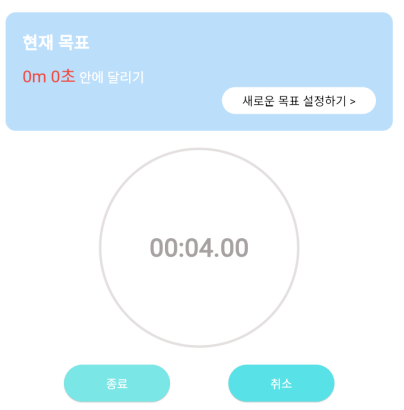 현재 목표
0m 0초 안에 달리기
새로운 목표 설정하기 >
00:04.00
종료
취소